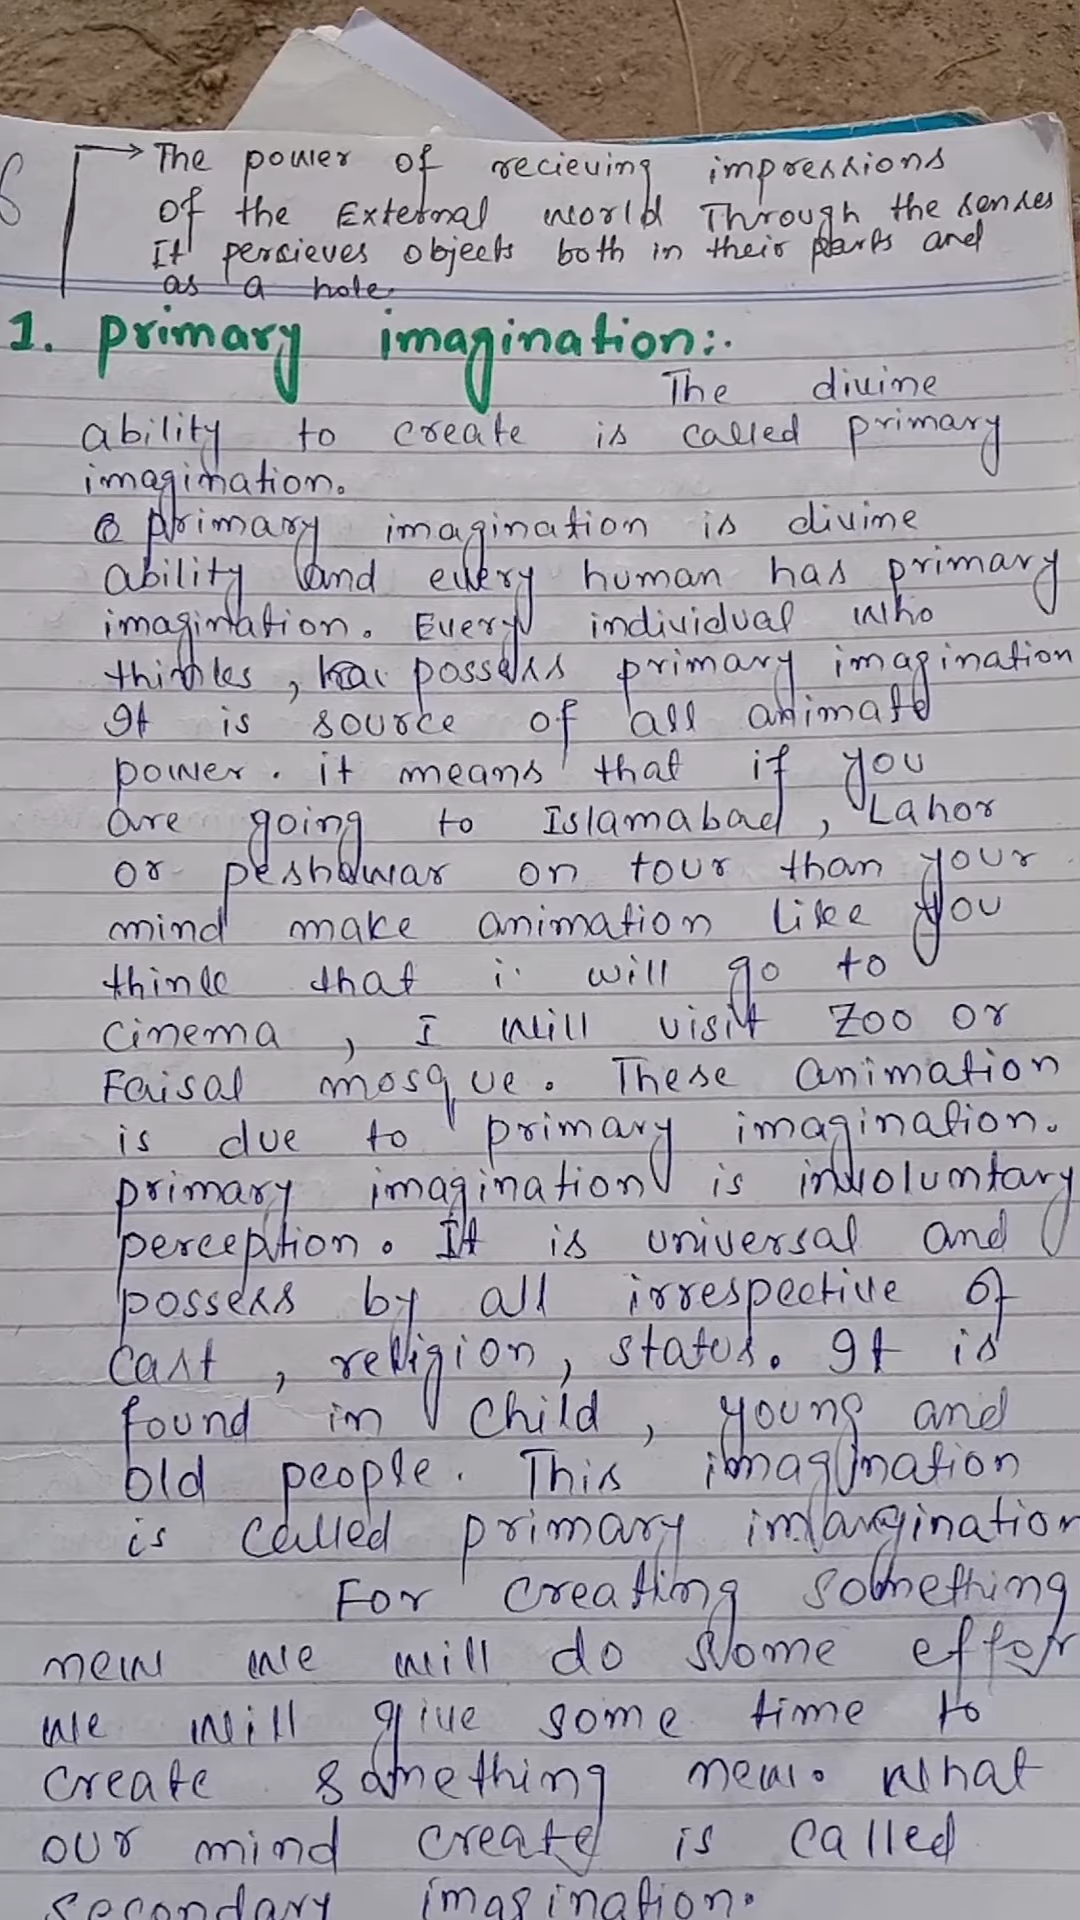 The power of recieving impressions
of the External world Through the senses
It percieves objects both in their parts and
as a hole.
1. primary imagination:-
The divine
ability to create is called primary
imagination.
primary imagination is divine
ability and every human has primary
imagination. Every individual who
thinks, possess primary imagination
It is source of all animate
power. it means that if you
are going to Islamabad, Lahor
or peshawar on tour than your
mind make animation like you
think that i will go to
cinema, I will visit Zoo or
Faisal mosque. These animation
is due to primary imagination.
primary imagination is involuntary
perception. It is universal and
possess by all irrespective of
Cast, religion, status. It is
found in child, young and
old people. This imagination
is called primary imagination
For creating something
new we will do some effor
we will give some time to
create something new. what
our mind create is called
secondary imagination.